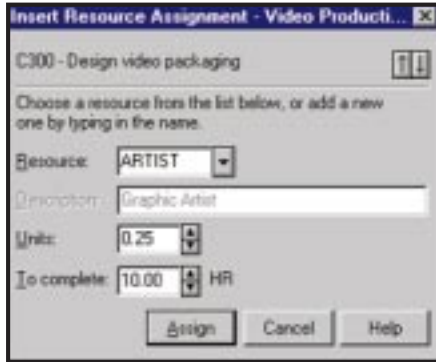 Insert Resource Assignment - Video Producti...
C300 - Design video packaging
Choose a resource from the list below, or add a new
one by typing in the name.
Resource: ARTIST
Description: Graphic Artist
Units: 0.25
To complete: 10.00 HR
Assign Cancel Help